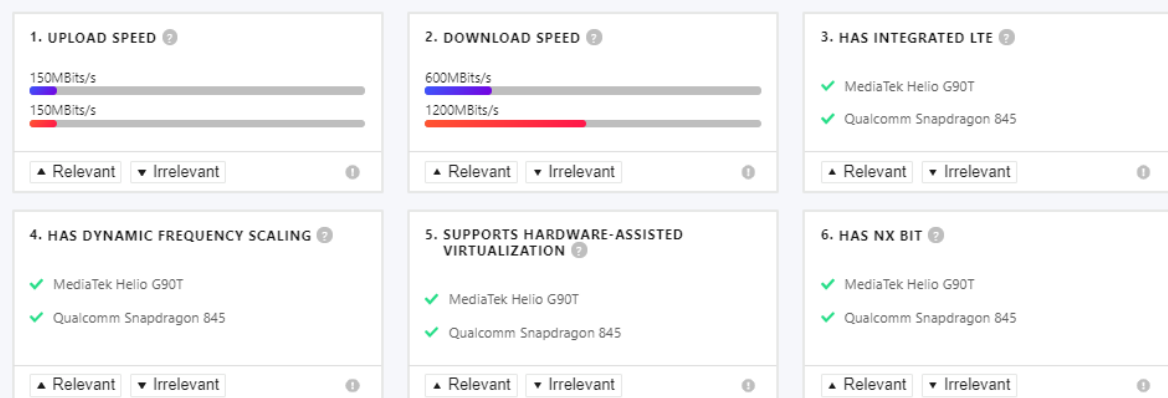 1. UPLOAD SPEED ?
150MBits/s
150MBits/s
▲ Relevant ▼ Irrelevant !
2. DOWNLOAD SPEED ?
600MBits/s
1200MBits/s
▲ Relevant ▼ Irrelevant !
3. HAS INTEGRATED LTE ?
MediaTek Helio G90T
Qualcomm Snapdragon 845
▲ Relevant ▼ Irrelevant !
4. HAS DYNAMIC FREQUENCY SCALING ?
MediaTek Helio G90T
Qualcomm Snapdragon 845
▲ Relevant ▼ Irrelevant !
5. SUPPORTS HARDWARE-ASSISTED
VIRTUALIZATION ?
MediaTek Helio G90T
Qualcomm Snapdragon 845
▲ Relevant ▼ Irrelevant !
6. HAS NX BIT ?
MediaTek Helio G90T
Qualcomm Snapdragon 845
▲ Relevant ▼ Irrelevant !